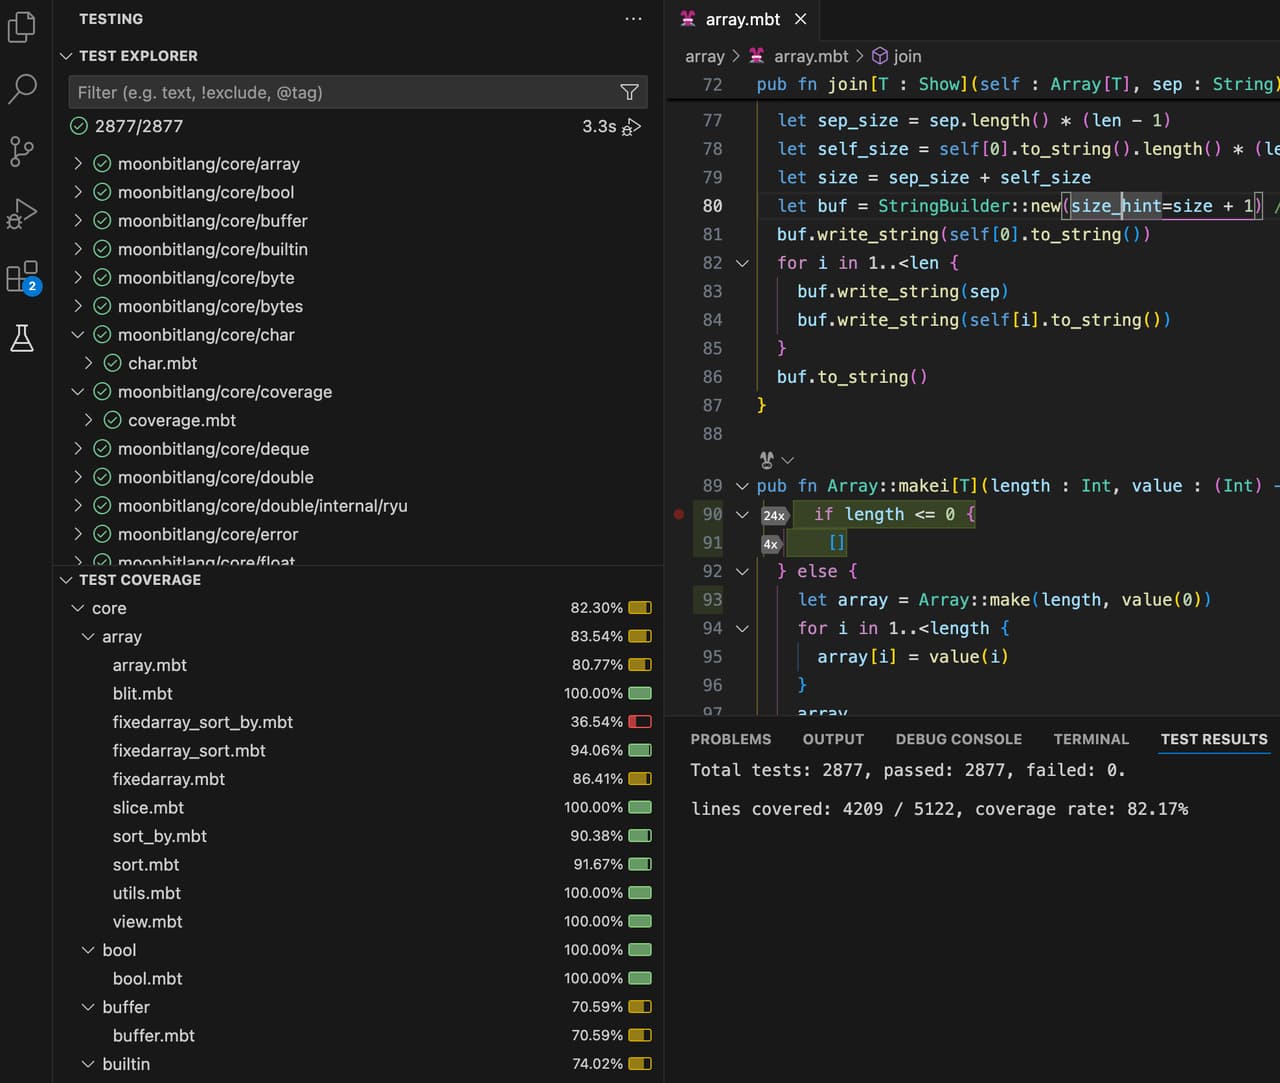 TESTING
TEST EXPLORER
Filter (e.g. text, !exclude, @tag)
2877/2877 3.3s
moonbitlang/core/array
moonbitlang/core/bool
moonbitlang/core/buffer
moonbitlang/core/builtin
moonbitlang/core/byte
moonbitlang/core/bytes
moonbitlang/core/char
char.mbt
moonbitlang/core/coverage
coverage.mbt
moonbitlang/core/deque
moonbitlang/core/double
moonbitlang/core/double/internal/ryu
moonbitlang/core/error
moonbitlang/core/float
2
TEST COVERAGE
core 82.30%
array 83.54%
array.mbt 80.77%
blit.mbt 100.00%
fixedarray_sort_by.mbt 36.54%
fixedarray_sort.mbt 94.06%
fixedarray.mbt 86.41%
slice.mbt 100.00%
sort_by.mbt 90.38%
sort.mbt 91.67%
utils.mbt 100.00%
view.mbt 100.00%
bool 100.00%
bool.mbt 100.00%
buffer 70.59%
buffer.mbt 70.59%
builtin 74.02%
array.mbt
array > array.mbt > join
72 pub fn join[T : Show](self : Array[T], sep : String)
77 let sep_size = sep.length() * (len - 1)
78 let self_size = self[0].to_string().length() * (le
79 let size = sep_size + self_size
80 let buf = StringBuilder::new(size_hint=size + 1) /
81 buf.write_string(self[0].to_string())
82 for i in 1..<len {
83 buf.write_string(sep)
84 buf.write_string(self[i].to_string())
85 }
86 buf.to_string()
87 }
88
89 pub fn Array::makei[T](length : Int, value : (Int) -
90 24x if length <= 0 {
91 4x []
92 } else {
93 let array = Array::make(length, value(0))
94 for i in 1..<length {
95 array[i] = value(i)
96 }
97 array
PROBLEMS OUTPUT DEBUG CONSOLE TERMINAL TEST RESULTS
Total tests: 2877, passed: 2877, failed: 0.
lines covered: 4209 / 5122, coverage rate: 82.17%